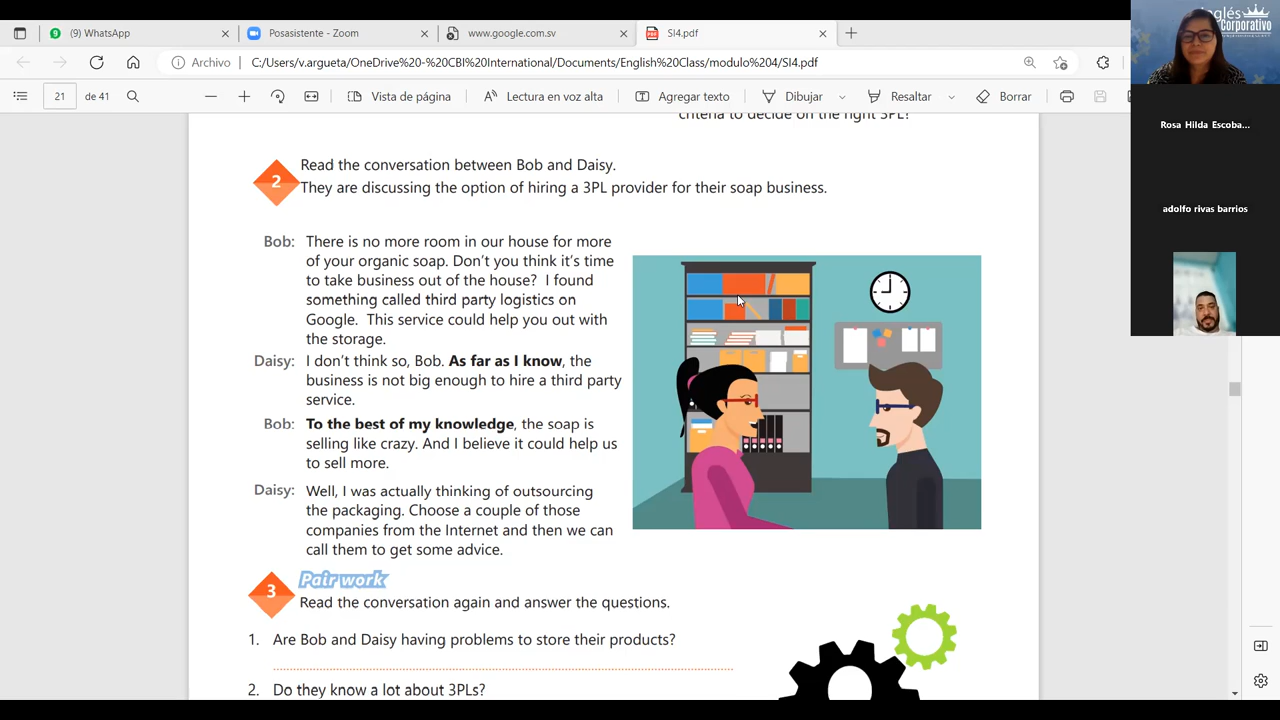 (9) WhatsApp
Posasistente - Zoom
www.google.com.sv
SI4.pdf
Archivo
C:/Users/v.argueta/OneDrive%20-%20CBI%20International/Documents/English%20Class/modulo%204/SI4.pdf
21
de 41
Vista de página
Lectura en voz alta
Agregar texto
Dibujar
Resaltar
Borrar
criteria to decide on the right 3PL?
2
Read the conversation between Bob and Daisy.
They are discussing the option of hiring a 3PL provider for their soap business.
Bob: There is no more room in our house for more
of your organic soap. Don't you think it's time
to take business out of the house? I found
something called third party logistics on
Google. This service could help you out with
the storage.
Daisy: I don't think so, Bob. As far as I know, the
business is not big enough to hire a third party
service.
Bob: To the best of my knowledge, the soap is
selling like crazy. And I believe it could help us
to sell more.
Daisy: Well, I was actually thinking of outsourcing
the packaging. Choose a couple of those
companies from the Internet and then we can
call them to get some advice.
3
Pair work
Read the conversation again and answer the questions.
1. Are Bob and Daisy having problems to store their products?
2. Do they know a lot about 3PLs?
Inglés
Corporativo
Rosa Hilda Escoba...
adolfo rivas barrios